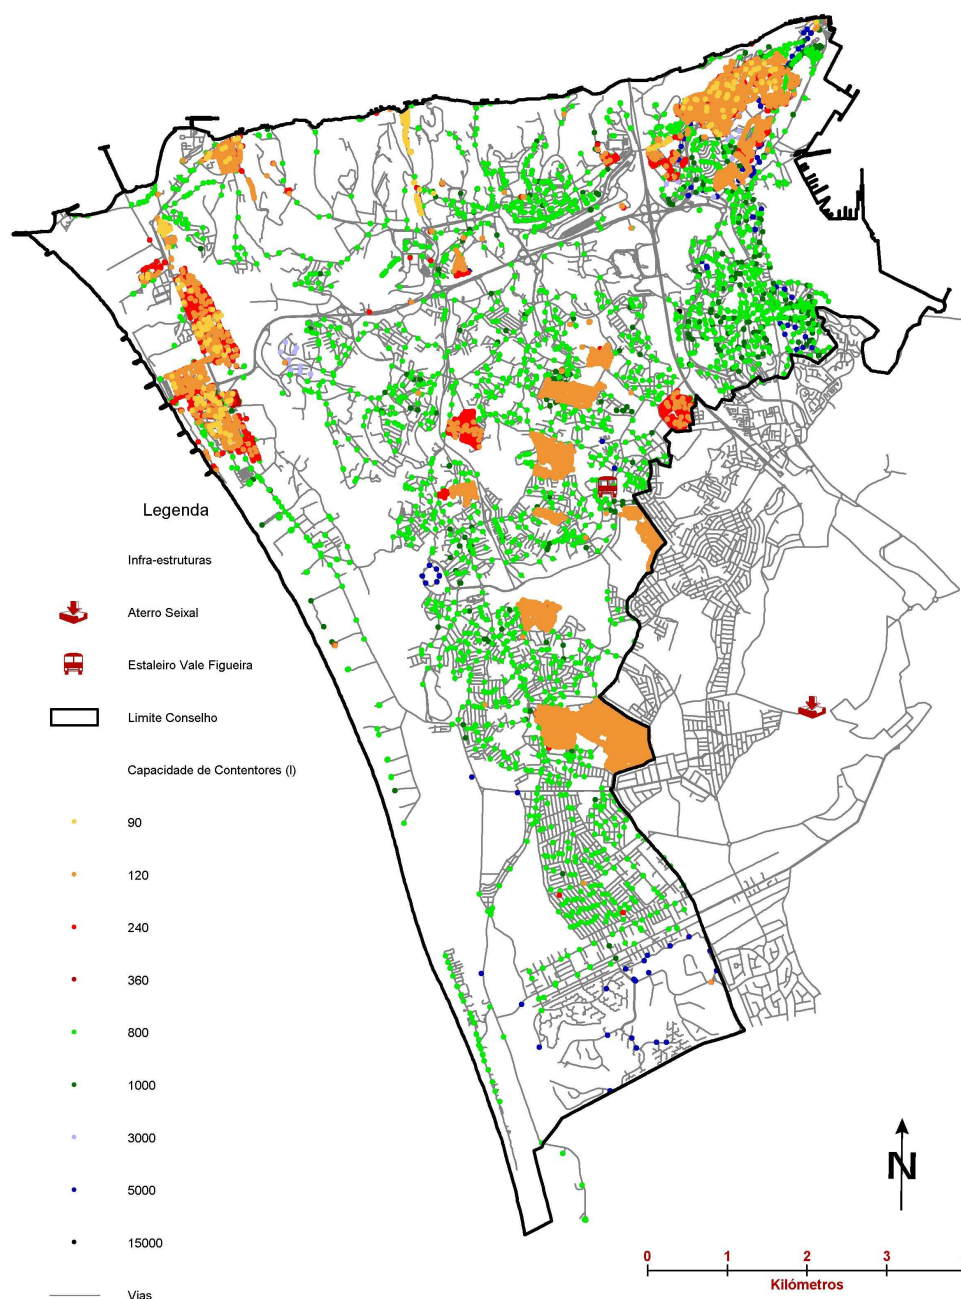 Legenda
Infra-estruturas
Aterro Seixal
Estaleiro Vale Figueira
Limite Conselho
Capacidade de Contentores (l)
90
120
240
360
800
1000
3000
5000
15000
Vias
N
0 1 2 3
Kilómetros